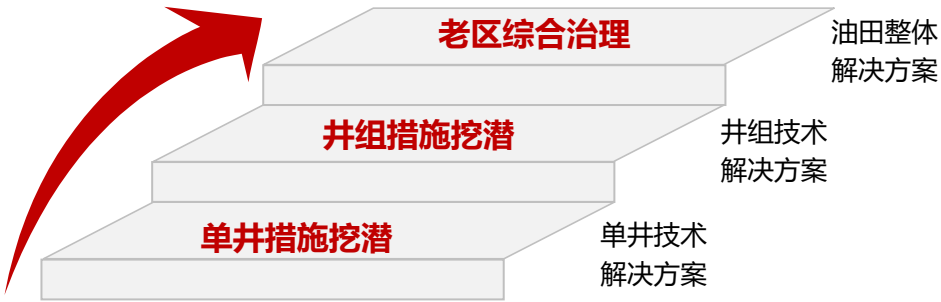 老区综合治理
油田整体
解决方案
井组措施挖潜
井组技术
解决方案
单井措施挖潜
单井技术
解决方案